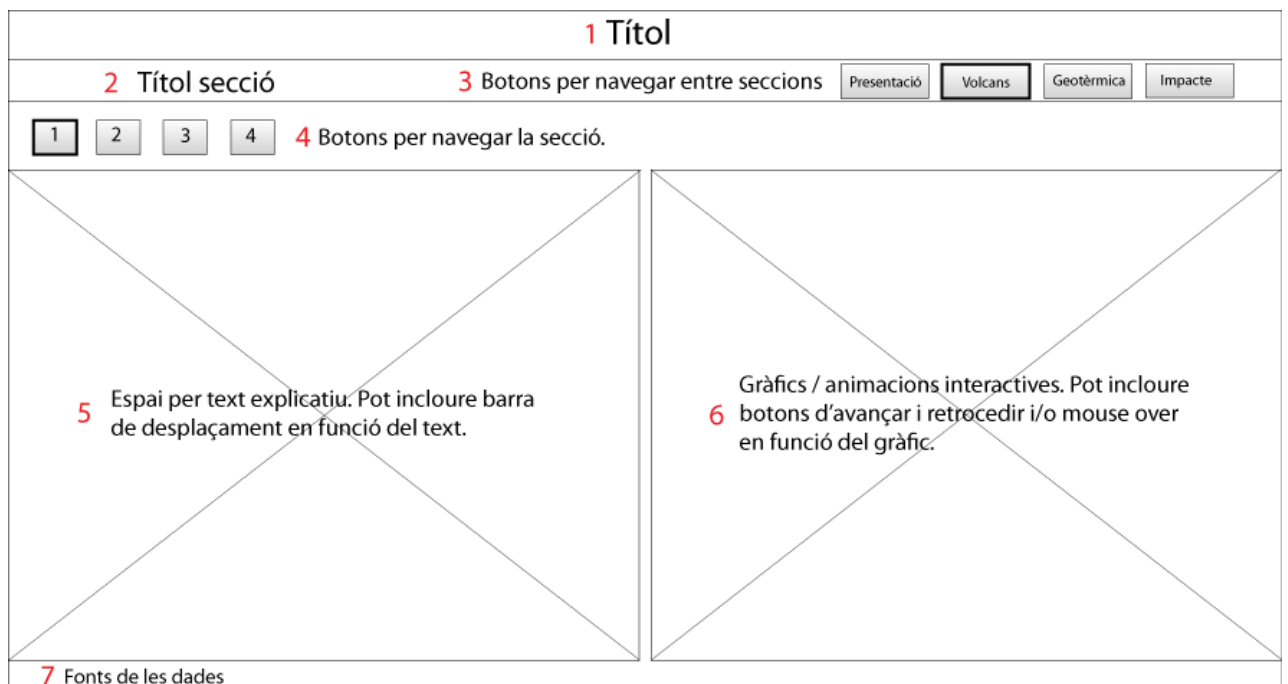 1 Títol
2 Títol secció
3 Botons per navegar entre seccions
Presentació
Volcans
Geotèrmica
Impacte
1
2
3
4
4 Botons per navegar la secció.
5 Espai per text explicatiu. Pot incloure barra
de desplaçament en funció del text.
Gràfics / animacions interactives. Pot incloure
6 botons d'avançar i retrocedir i/o mouse over
en funció del gràfic.
7 Fonts de les dades